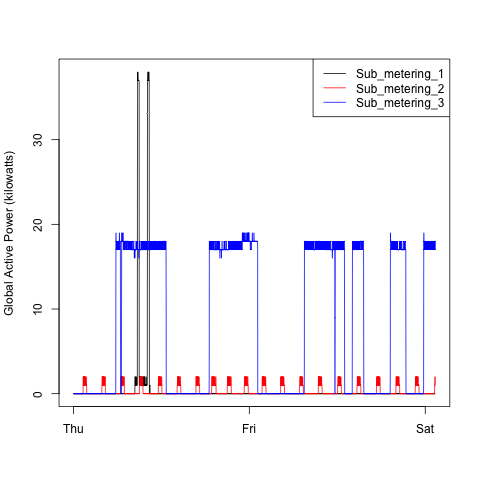 Sub_metering_1
Sub_metering_2
Sub_metering_3
Global Active Power (kilowatts)
30
20
10
0
Thu Fri Sat